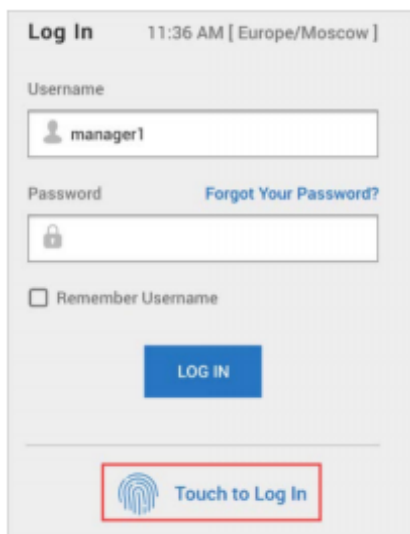 Log In 11:36 AM [ Europe/Moscow ]
Username
manager1
Password Forgot Your Password?
Remember Username
LOG IN
Touch to Log In